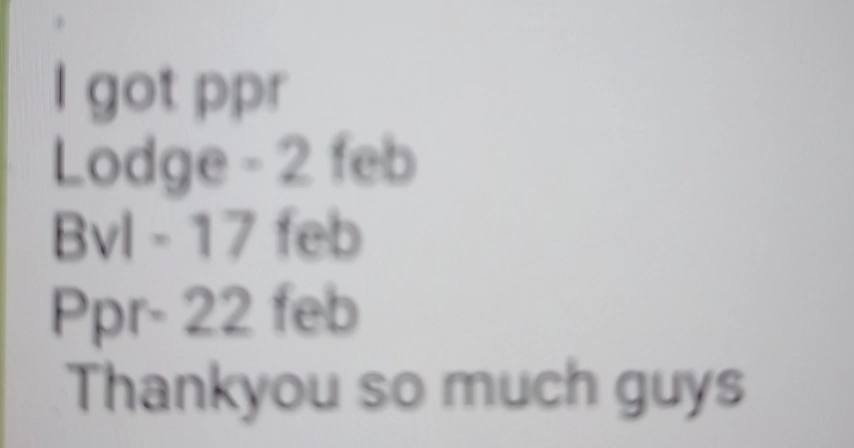 I got ppr
Lodge - 2 feb
Bvl - 17 feb
Ppr- 22 feb
Thankyou so much guys